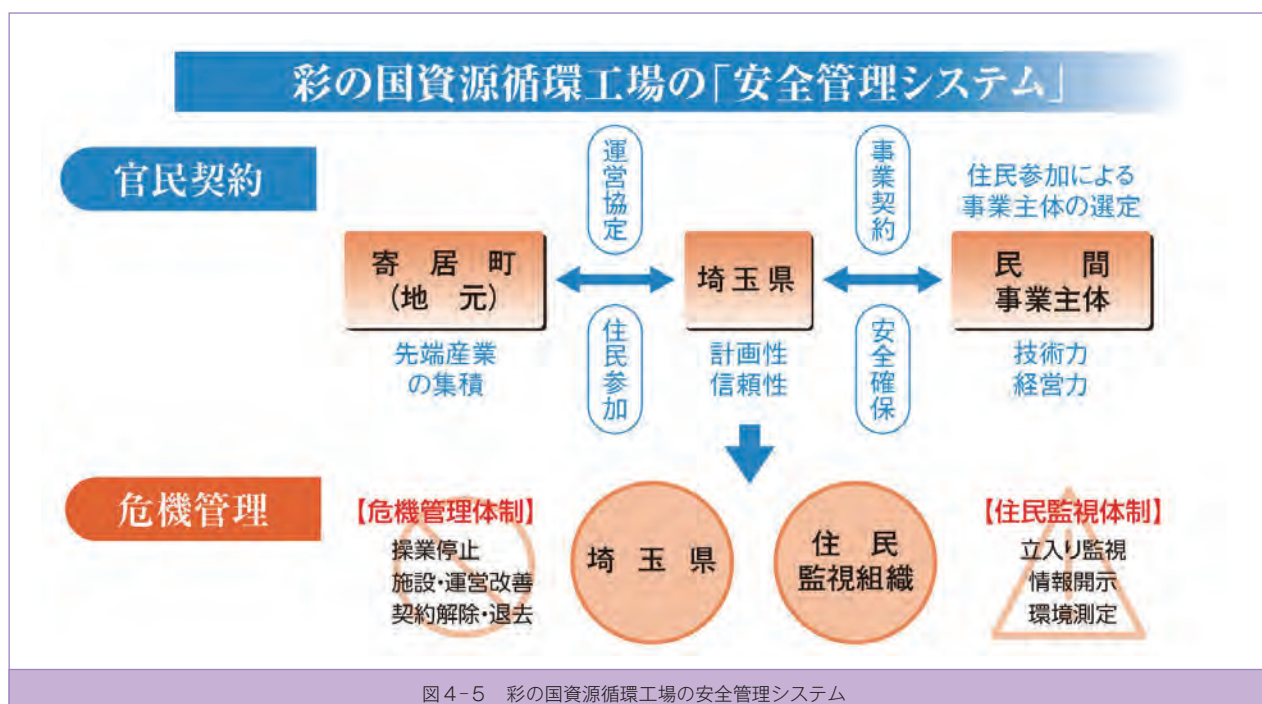 彩の国資源循環工場の「安全管理システム」
官民契約
運営協定
事業契約
住民参加による
事業主体の選定
寄居町
(地元)
埼玉県
民間
事業主体
先端産業
の集積
住民参加
計画性
信頼性
安全確保
技術力
経営力
危機管理
【危機管理体制】
操業停止
施設・運営改善
契約解除・退去
埼玉県
住民
監視組織
【住民監視体制】
立入り監視
情報開示
環境測定
図4-5 彩の国資源循環工場の安全管理システム